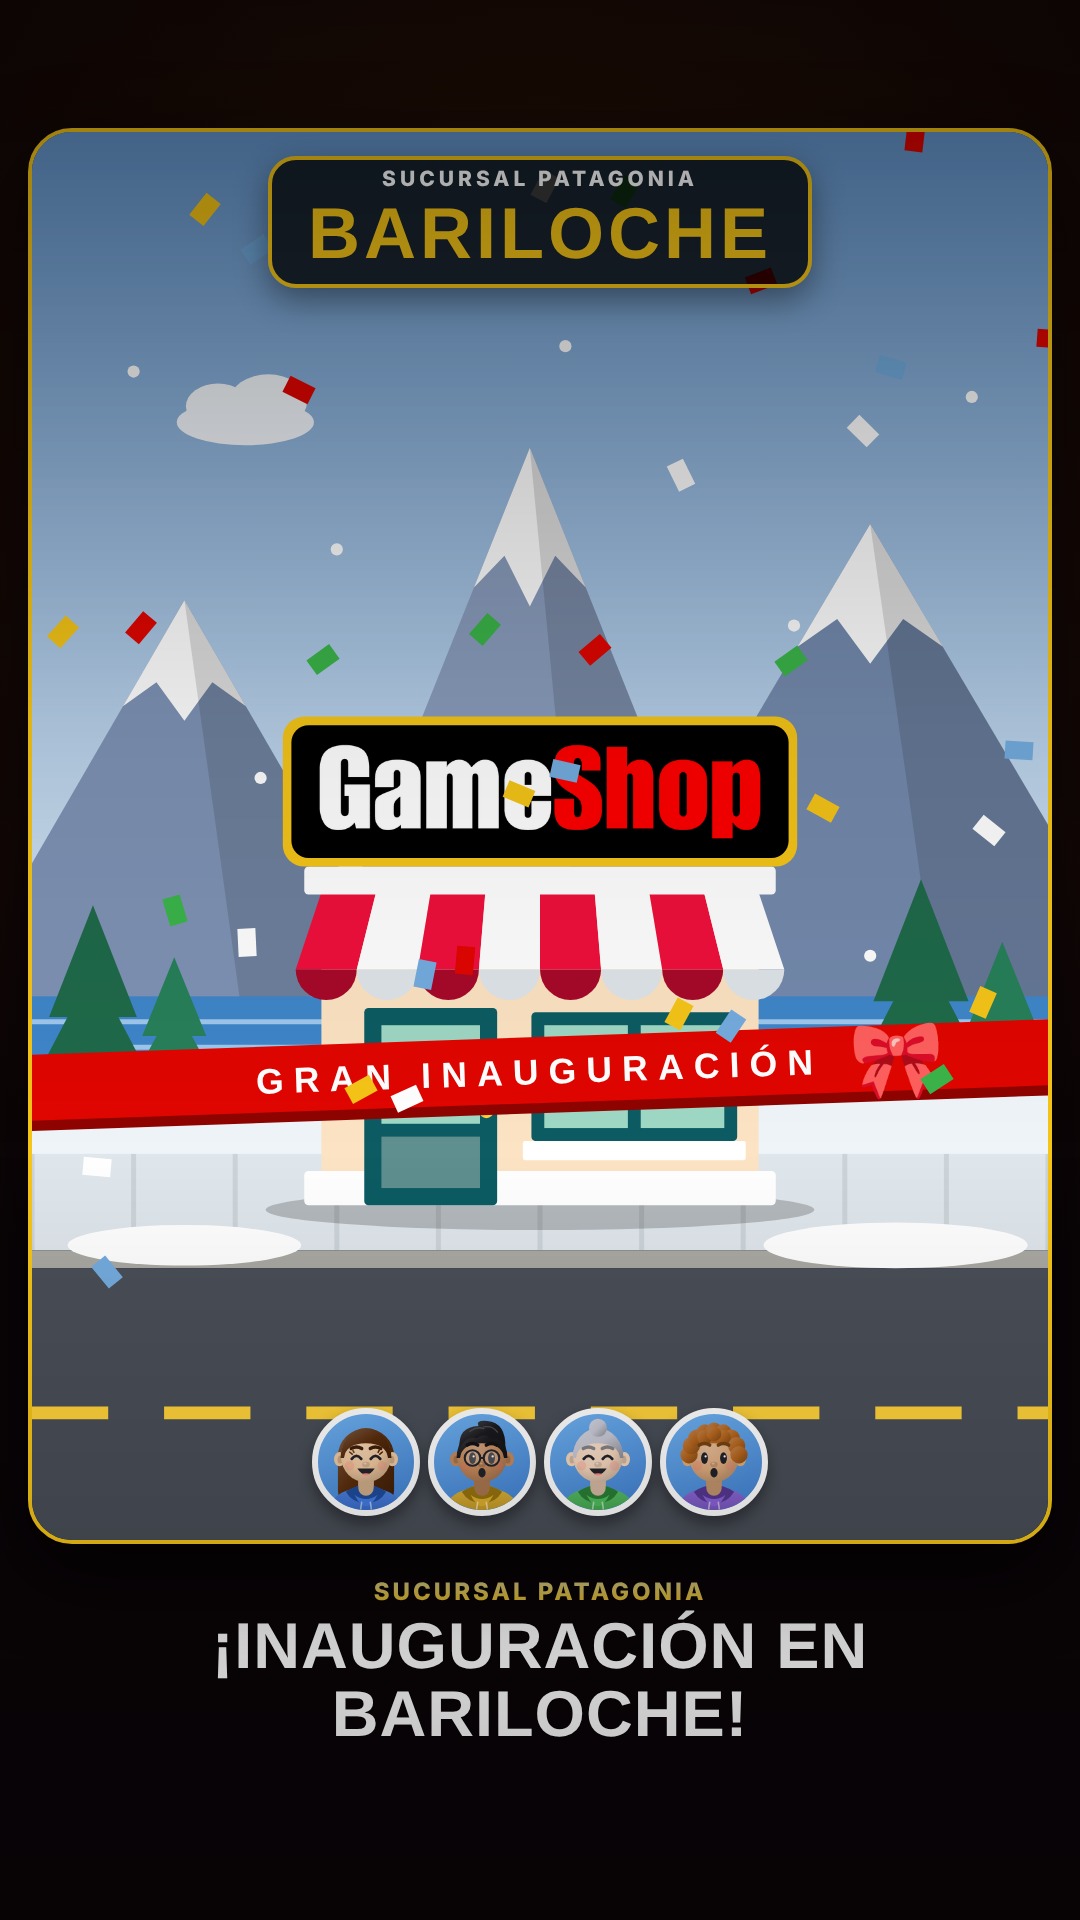 SUCURSAL PATAGONIA
BARILOCHE
GameShop
GRAN INAUGURACIÓN
SUCURSAL PATAGONIA
¡INAUGURACIÓN EN
BARILOCHE!